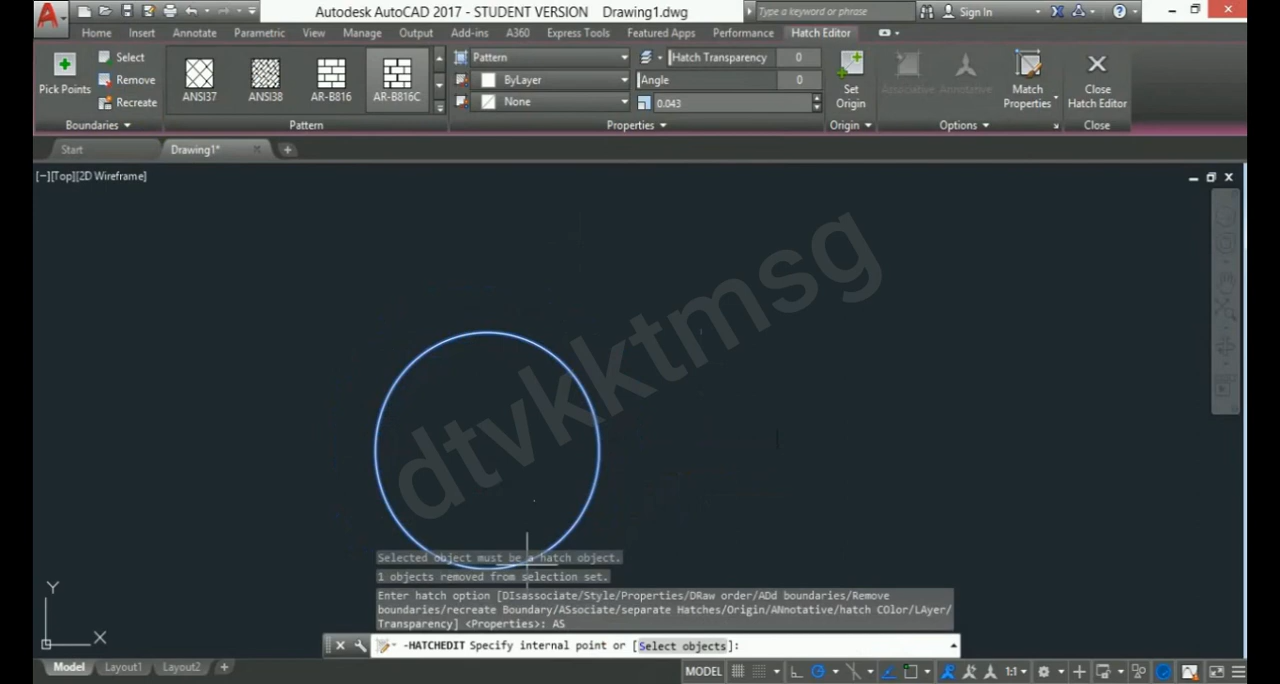 Autodesk AutoCAD 2017 - STUDENT VERSION Drawing1.dwg
Type a keyword or phrase
Sign In
Home Insert Annotate Parametric View Manage Output Add-ins A360 Express Tools Featured Apps Performance Hatch Editor
Pick Points
Select
Remove
Recreate
Boundaries
ANSI37
ANSI38
AR-B816
AR-B816C
Pattern
Pattern
ByLayer
None
Hatch Transparency 0
Angle 0
0.043
Properties
Set
Origin
Origin
Associative
Annotative
Match
Properties
Options
Close
Hatch Editor
Close
Start
Drawing1*
[−][Top][2D Wireframe]
dtvkktmsg
Selected object must be a hatch object.
1 objects removed from selection set.
Enter hatch option [DIsassociate/Style/Properties/DRaw order/ADd boundaries/Remove
boundaries/recreate Boundary/ASsociate/separate Hatches/Origin/ANnotative/hatch COlor/LAyer/
Transparency] <Properties>: AS
-HATCHEDIT Specify internal point or [Select objects]:
Y
X
Model Layout1 Layout2
MODEL
1:1